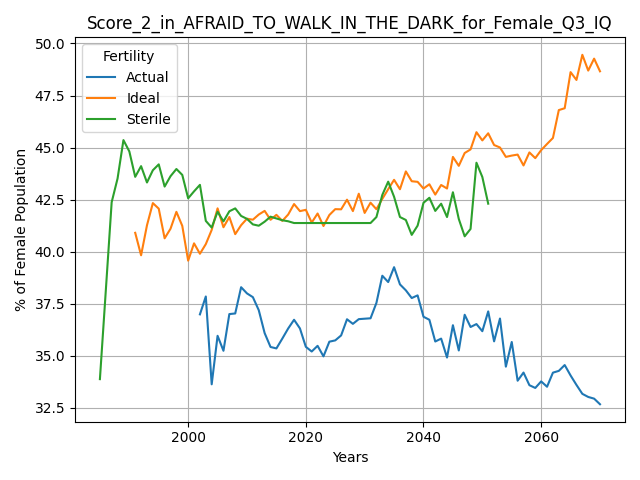 Score_2_in_AFRAID_TO_WALK_IN_THE_DARK_for_Female_Q3_IQ
Fertility
Actual
Ideal
Sterile
% of Female Population
50.0
47.5
45.0
42.5
40.0
37.5
35.0
32.5
2000 2020 2040 2060
Years